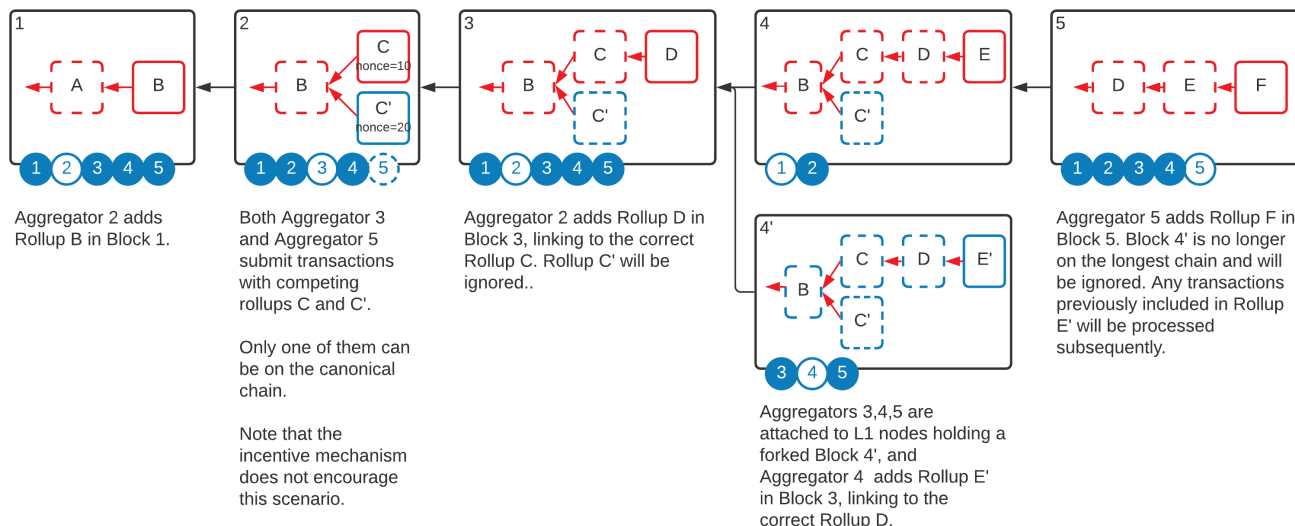 1
A
B
1 2 3 4 5
Aggregator 2 adds
Rollup B in Block 1.
2
B
C
nonce=10
C'
nonce=20
1 2 3 4 5
Both Aggregator 3
and Aggregator 5
submit transactions
with competing
rollups C and C'.
Only one of them can
be on the canonical
chain.
Note that the
incentive mechanism
does not encourage
this scenario.
3
B
C
D
C'
1 2 3 4 5
Aggregator 2 adds Rollup D in
Block 3, linking to the correct
Rollup C. Rollup C' will be
ignored..
4
B
C
D
E
C'
1 2
4'
B
C
D
E'
C'
3 4 5
Aggregators 3,4,5 are
attached to L1 nodes holding a
forked Block 4', and
Aggregator 4  adds Rollup E'
in Block 3, linking to the
correct Rollup D.
5
D
E
F
1 2 3 4 5
Aggregator 5 adds Rollup F in
Block 5. Block 4' is no longer
on the longest chain and will
be ignored. Any transactions
previously included in Rollup
E' will be processed
subsequently.